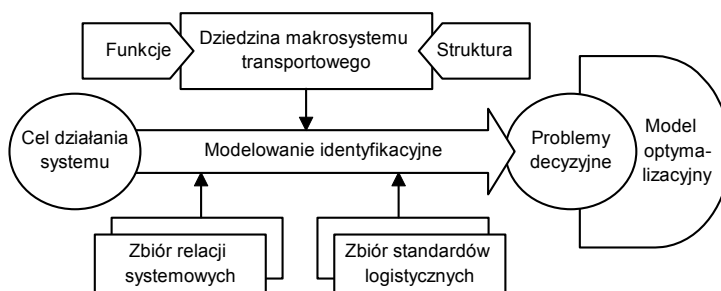 Funkcje
Dziedzina makrosystemu
transportowego
Struktura
Cel działania
systemu
Modelowanie identyfikacyjne
Problemy
decyzyjne
Model
optyma-
lizacyjny
Zbiór relacji
systemowych
Zbiór standardów
logistycznych